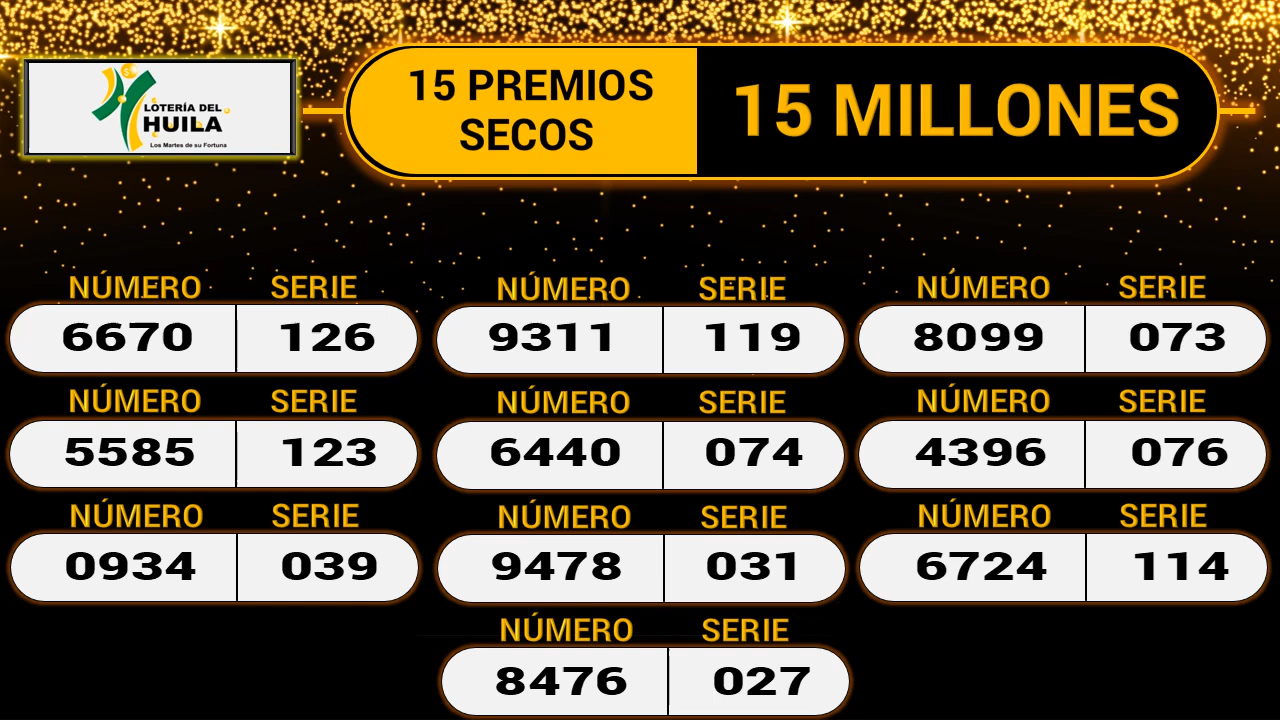 LOTERÍA DEL
HUILA
Los Martes de su Fortuna
15 PREMIOS
SECOS
15 MILLONES
NÚMERO SERIE NÚMERO SERIE NÚMERO SERIE
6670 126 9311 119 8099 073
NÚMERO SERIE NÚMERO SERIE NÚMERO SERIE
5585 123 6440 074 4396 076
NÚMERO SERIE NÚMERO SERIE NÚMERO SERIE
0934 039 9478 031 6724 114
NÚMERO SERIE
8476 027